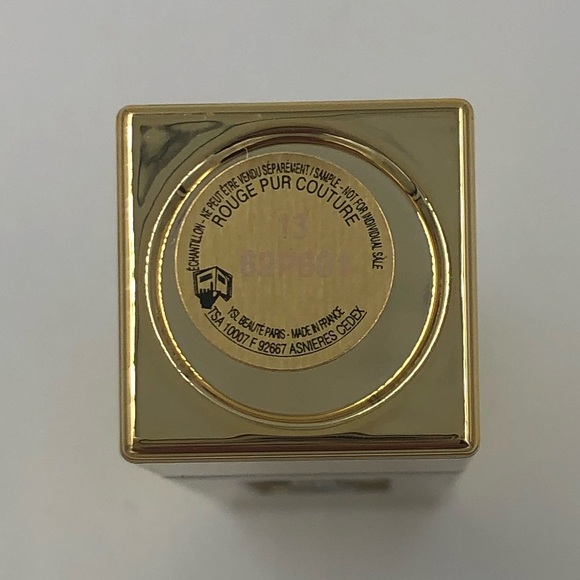 ÉCHANTILLON - NE PEUT ÊTRE VENDU SÉPARÉMENT / SAMPLE - NOT FOR INDIVIDUAL SALE
ROUGE PUR COUTURE
13
YSL BEAUTÉ PARIS - MADE IN FRANCE
TSA 10007 F 92667 ASNIERES CEDEX